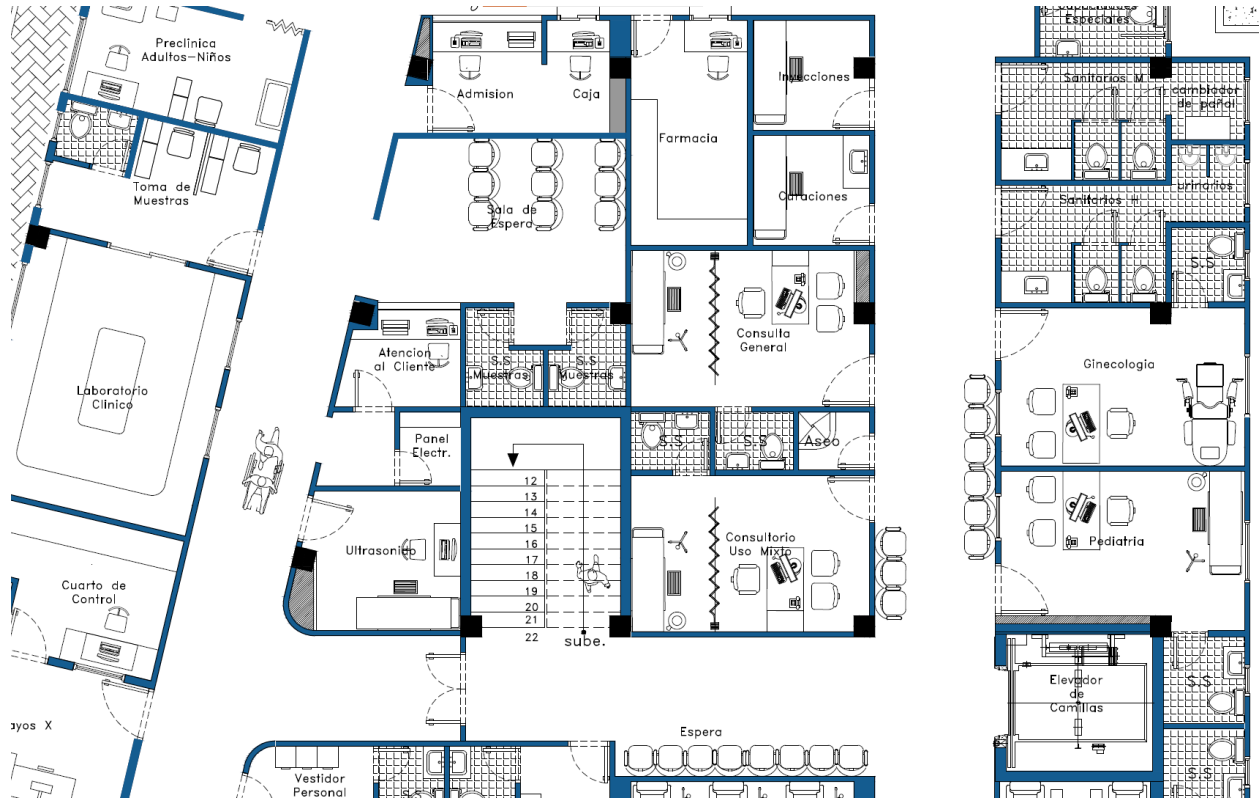 Especiales
Preclinica
Adultos-Niños
Admision
Caja
Inyecciones
Sanitarios M
cambiador
de pañal
Farmacia
Toma de
Muestras
Sala de
Espera
Curaciones
Sanitarios H
urinarios
S.S
Consulta
General
Atencion
al Cliente
S.S
Muestras
S.S
Muestras
Ginecologia
Laboratorio
Clinico
Panel
Electr.
S.S
S.S
Aseo
12
13
14
15
16
17
18
19
20
21
22
sube.
Ultrasonido
Consultorio
Uso Mixto
Pediatria
Cuarto de
Control
Elevador
de
Camillas
S.S
ayos X
Espera
Vestidor
Personal
S.S